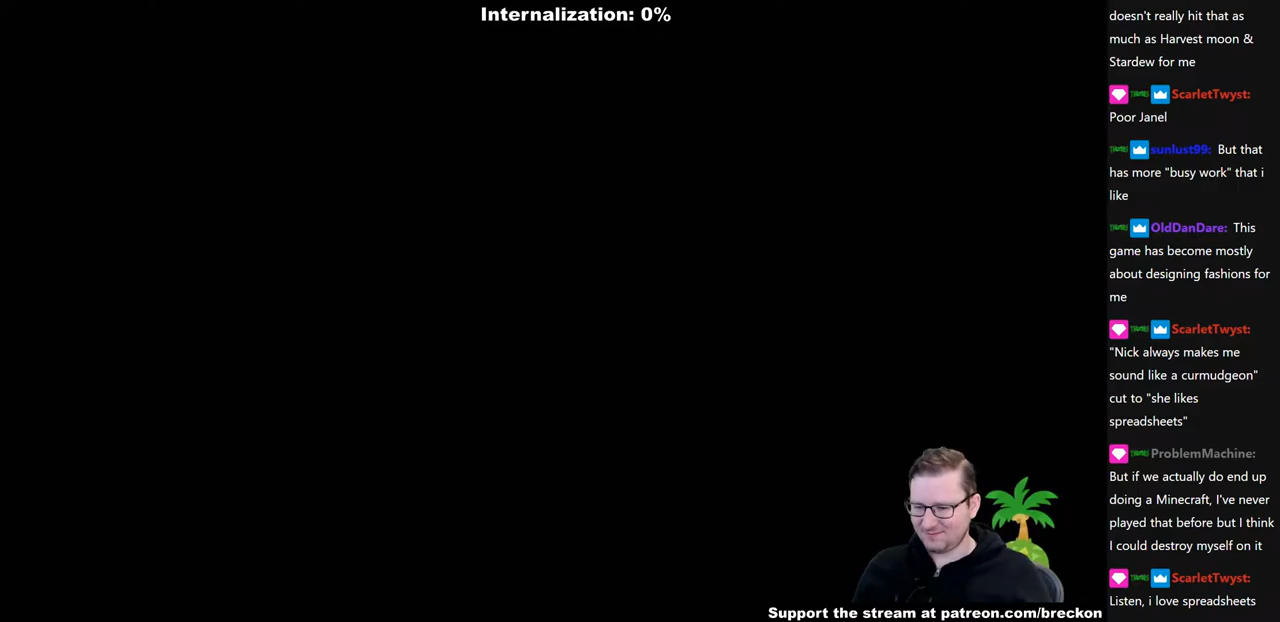 Internalization: 0%
doesn't really hit that as
much as Harvest moon &
Stardew for me
ScarletTwyst:
Poor Janel
sunlust99: But that
has more "busy work" that i
like
OldDanDare: This
game has become mostly
about designing fashions for
me
ScarletTwyst:
"Nick always makes me
sound like a curmudgeon"
cut to "she likes
spreadsheets"
ProblemMachine:
But if we actually do end up
doing a Minecraft, I've never
played that before but I think
I could destroy myself on it
ScarletTwyst:
Listen, i love spreadsheets
Support the stream at patreon.com/breckon